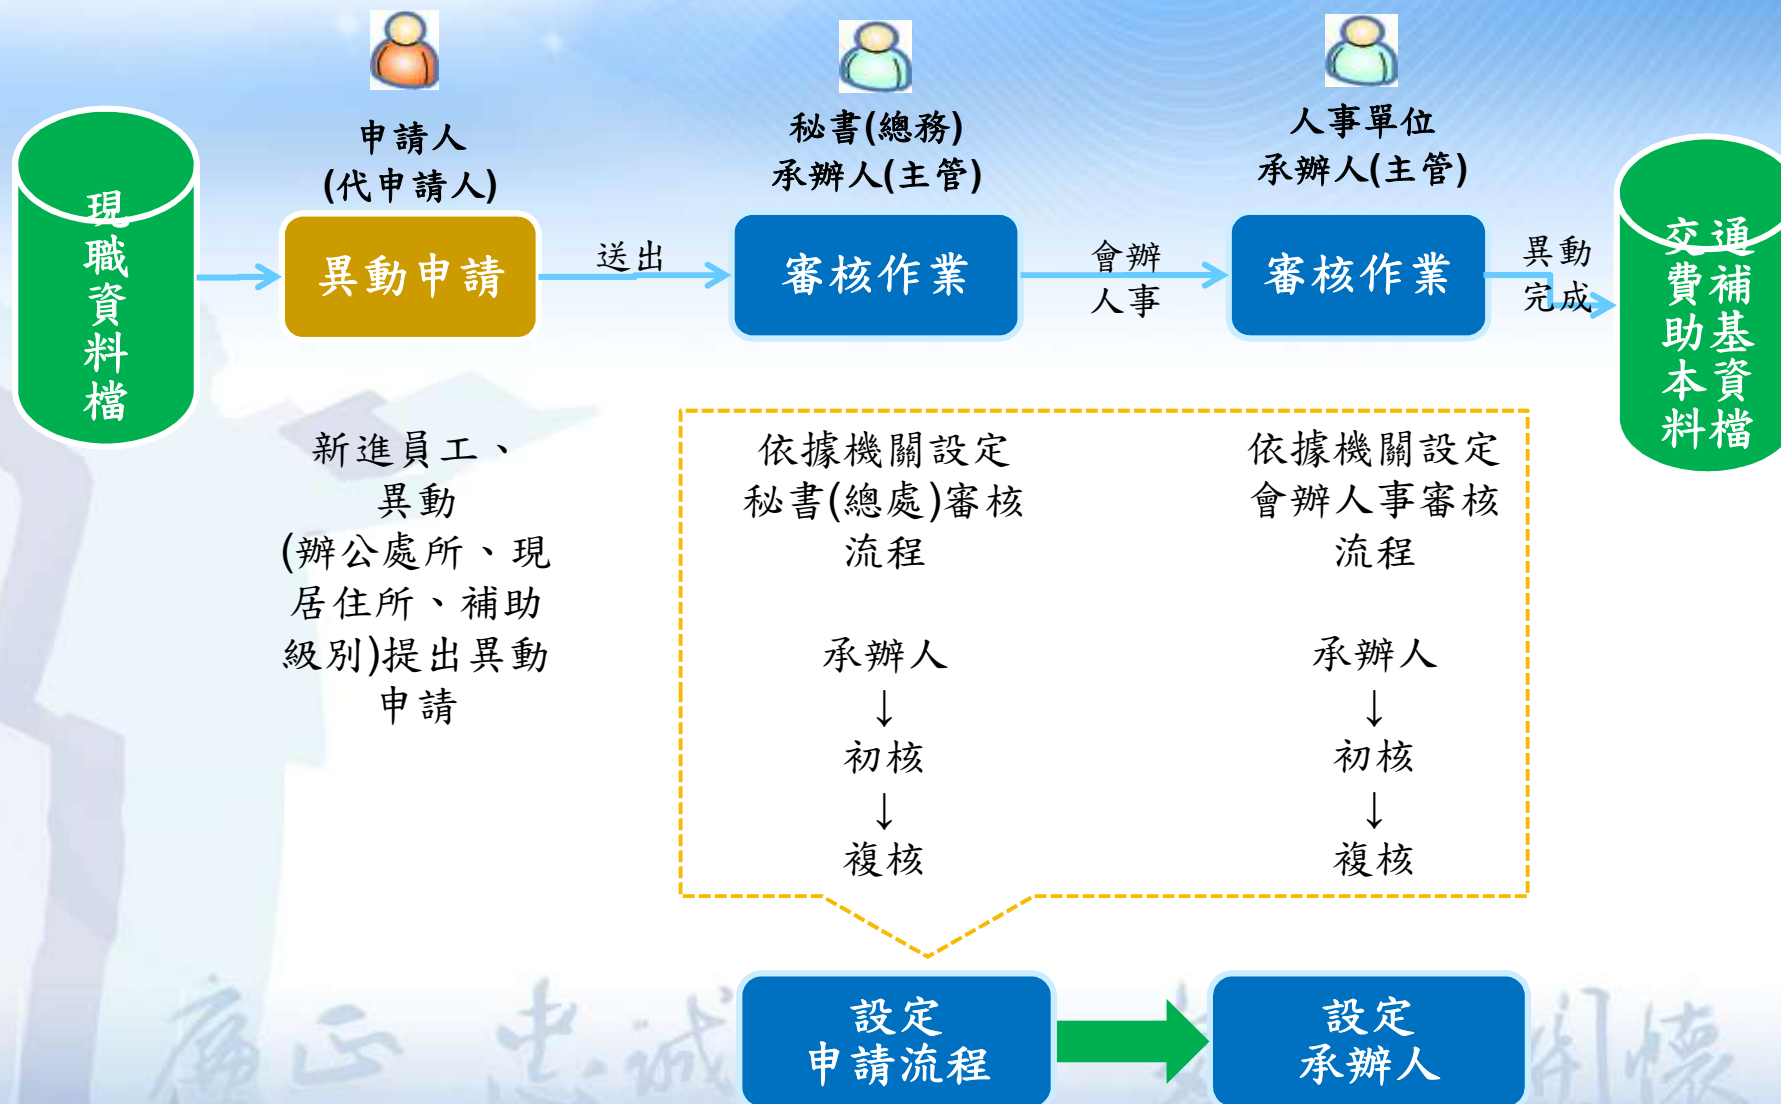 申請人
(代申請人)
秘書(總務)
承辦人(主管)
人事單位
承辦人(主管)
現職資料檔
異動申請
送出
審核作業
會辦
人事
審核作業
異動
完成
交通
費補
助基
本資
料檔
新進員工、
異動
(辦公處所、現
居住所、補助
級別)提出異動
申請
依據機關設定
秘書(總處)審核
流程
承辦人
↓
初核
↓
複核
依據機關設定
會辦人事審核
流程
承辦人
↓
初核
↓
複核
廉正 忠誠 關懷
設定
申請流程
設定
承辦人